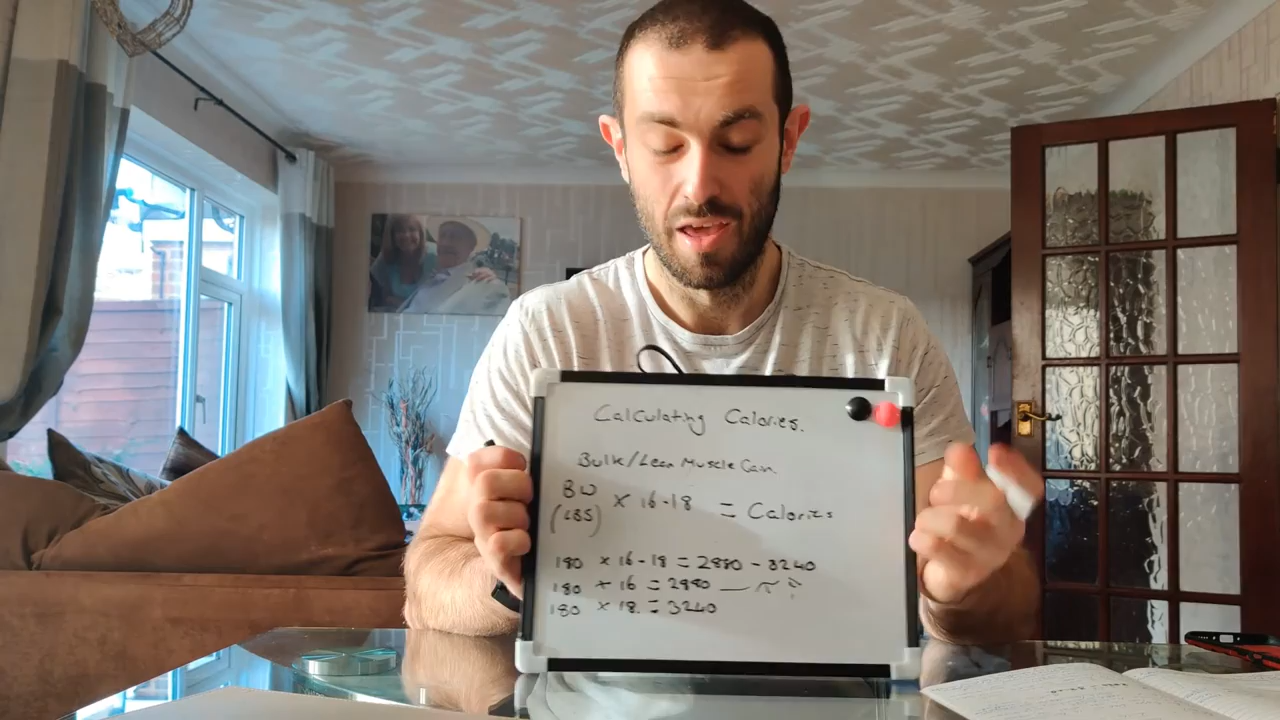 Calculating Calories.
Bulk/Lean Muscle Gain
BW
(LBS) × 16-18 = Calories
180 × 16-18 = 2880 - 3240
180 × 16 = 2880 —
180 × 18. = 3240